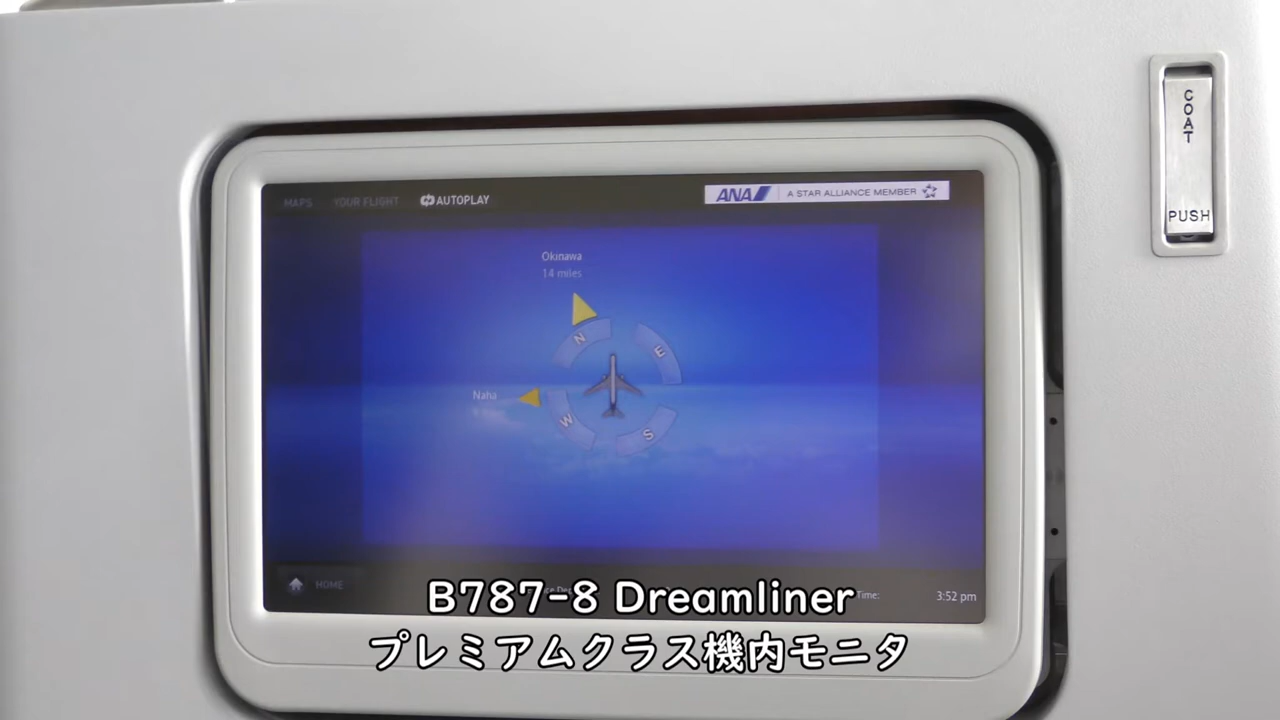 COAT
PUSH
MAPS YOUR FLIGHT AUTOPLAY
ANA A STAR ALLIANCE MEMBER
Okinawa
14 miles
N
E
Naha
W
S
HOME
Time: 3:52 pm
B787-8 Dreamliner
プレミアムクラス機内モニタ